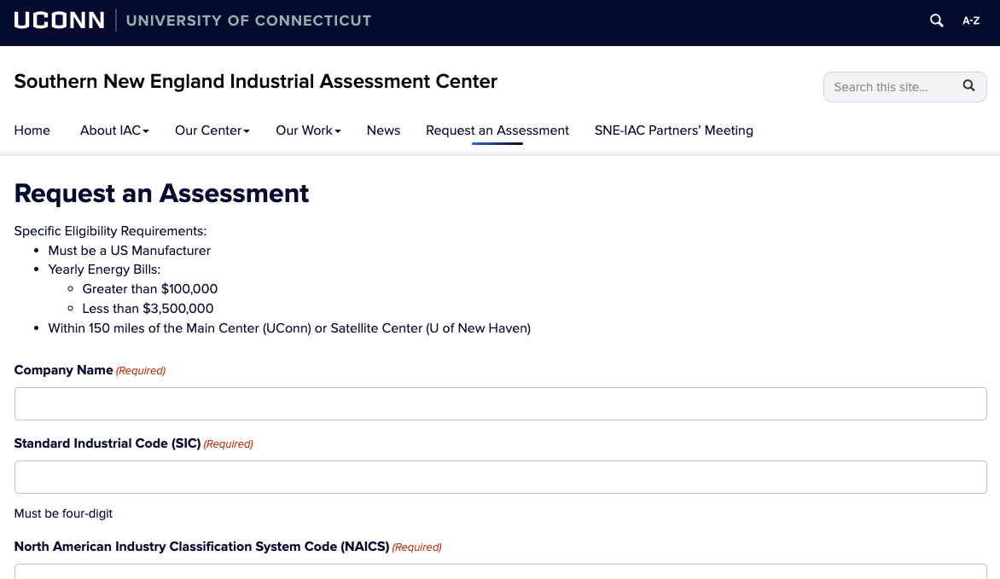 UCONN UNIVERSITY OF CONNECTICUT A-Z
Southern New England Industrial Assessment Center
Search this site...
Home About IAC Our Center Our Work News Request an Assessment SNE-IAC Partners’ Meeting
Request an Assessment
Specific Eligibility Requirements:
Must be a US Manufacturer
Yearly Energy Bills:
Greater than $100,000
Less than $3,500,000
Within 150 miles of the Main Center (UConn) or Satellite Center (U of New Haven)
Company Name (Required)
Standard Industrial Code (SIC) (Required)
Must be four-digit
North American Industry Classification System Code (NAICS) (Required)